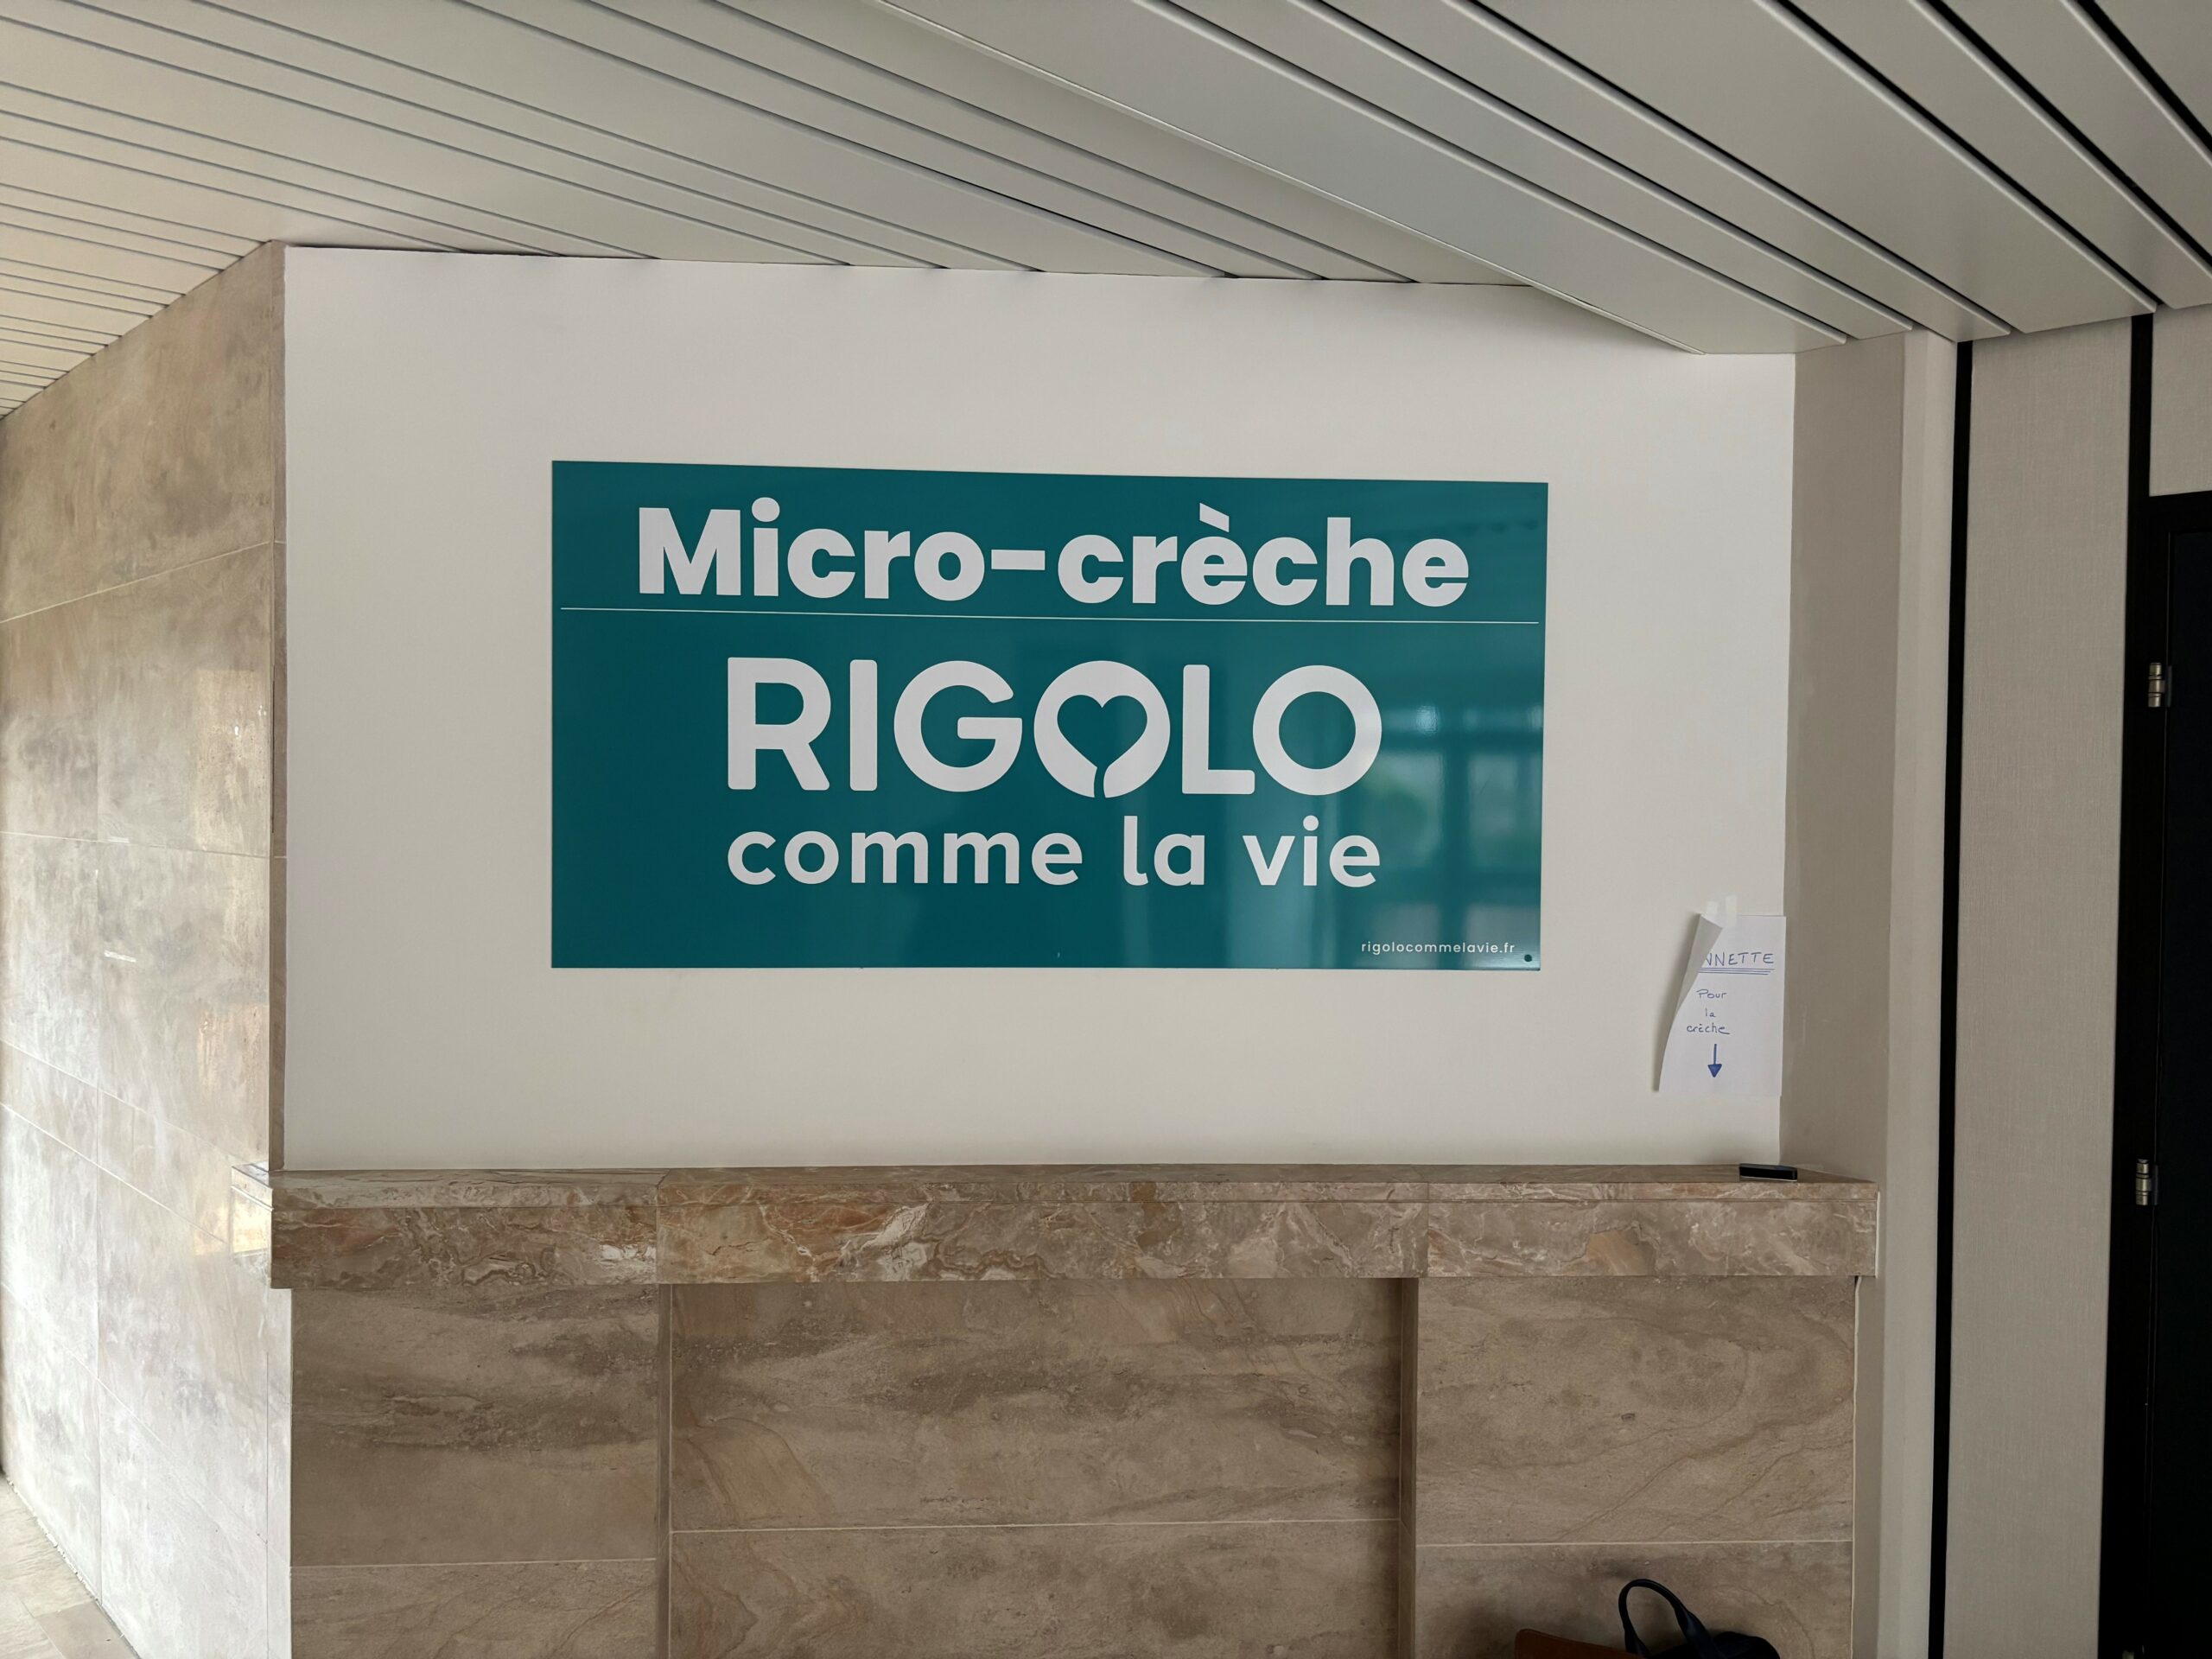 Micro-crèche
RIGOLO
comme la vie
rigolocommelavie.fr
NNETTE
Pour
la
crèche